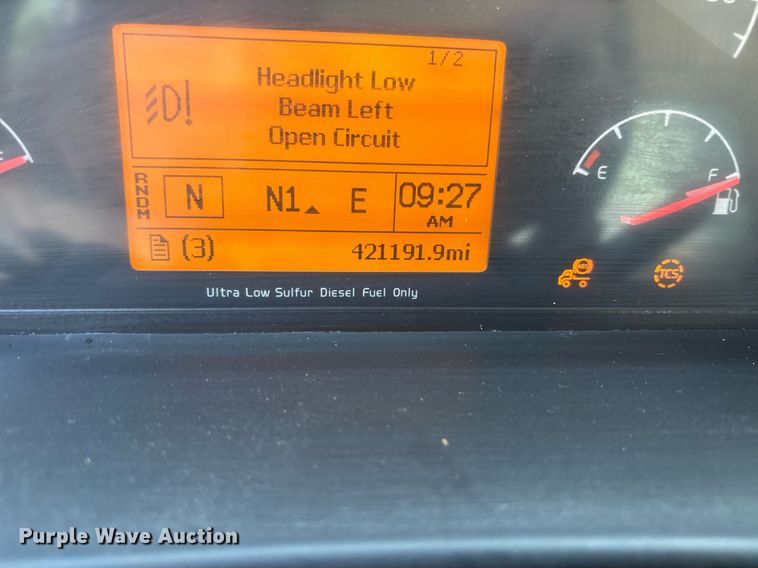 1/2
Headlight Low
Beam Left
Open Circuit
R
N
D
M
N
N1
E
09:27
AM
(3)
421191.9mi
E
F
ABS
TCS
Ultra Low Sulfur Diesel Fuel Only
Purple Wave Auction